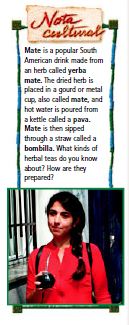 Nota
cultural
Mate is a popular South
American drink made from
an herb called yerba
mate. The dried herb is
placed in a gourd or metal
cup, also called mate, and
hot water is poured from
a kettle called a pava.
Mate is then sipped
through a straw called a
bombilla. What kinds of
herbal teas do you know
about? How are they
prepared?